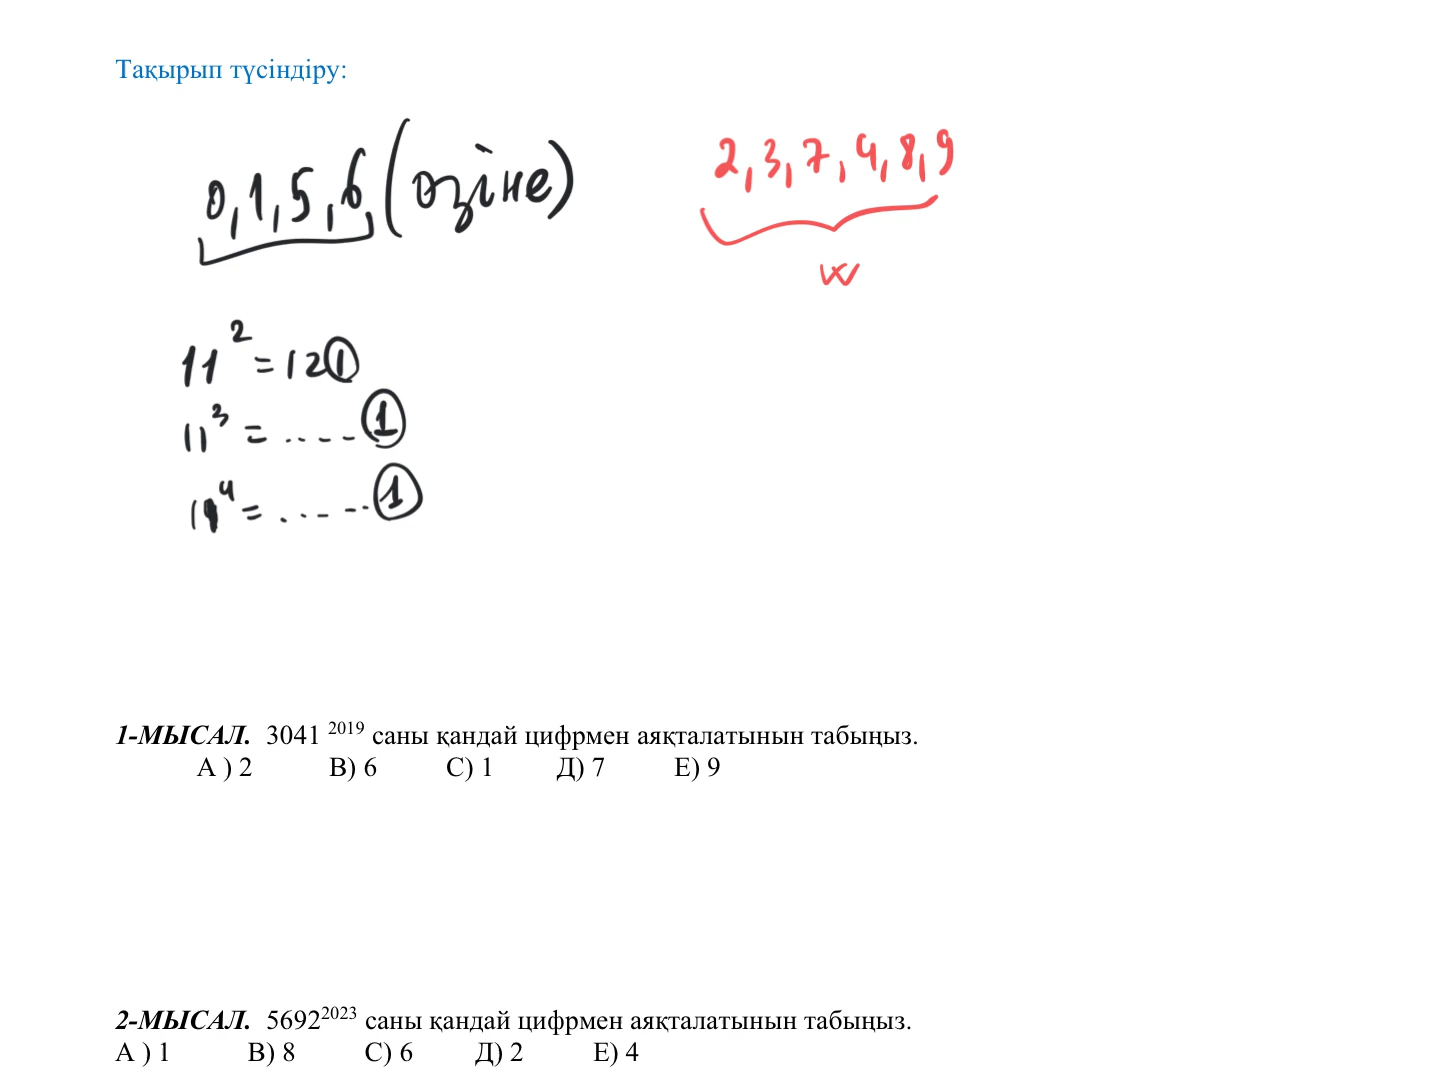 Тақырып түсіндіру:
0, 1, 5, 6, (өзіне)
2, 3, 7, 4, 8, 9
11² = 121
11³ = ..... 1
11⁴ = ..... 1
1-МЫСАЛ. 3041 ²⁰¹⁹ саны қандай цифрмен аяқталатынын табыңыз.
А ) 2 В) 6 С) 1 Д) 7 Е) 9
2-МЫСАЛ. 5692²⁰²³ саны қандай цифрмен аяқталатынын табыңыз.
А ) 1 В) 8 С) 6 Д) 2 Е) 4